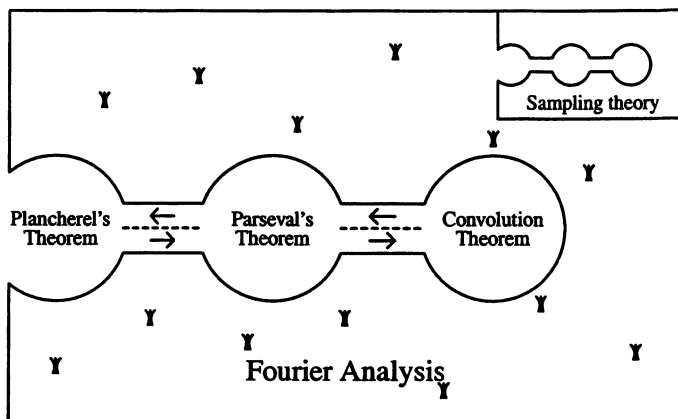 Sampling theory
Plancherel's
Theorem
Parseval's
Theorem
Convolution
Theorem
Fourier Analysis